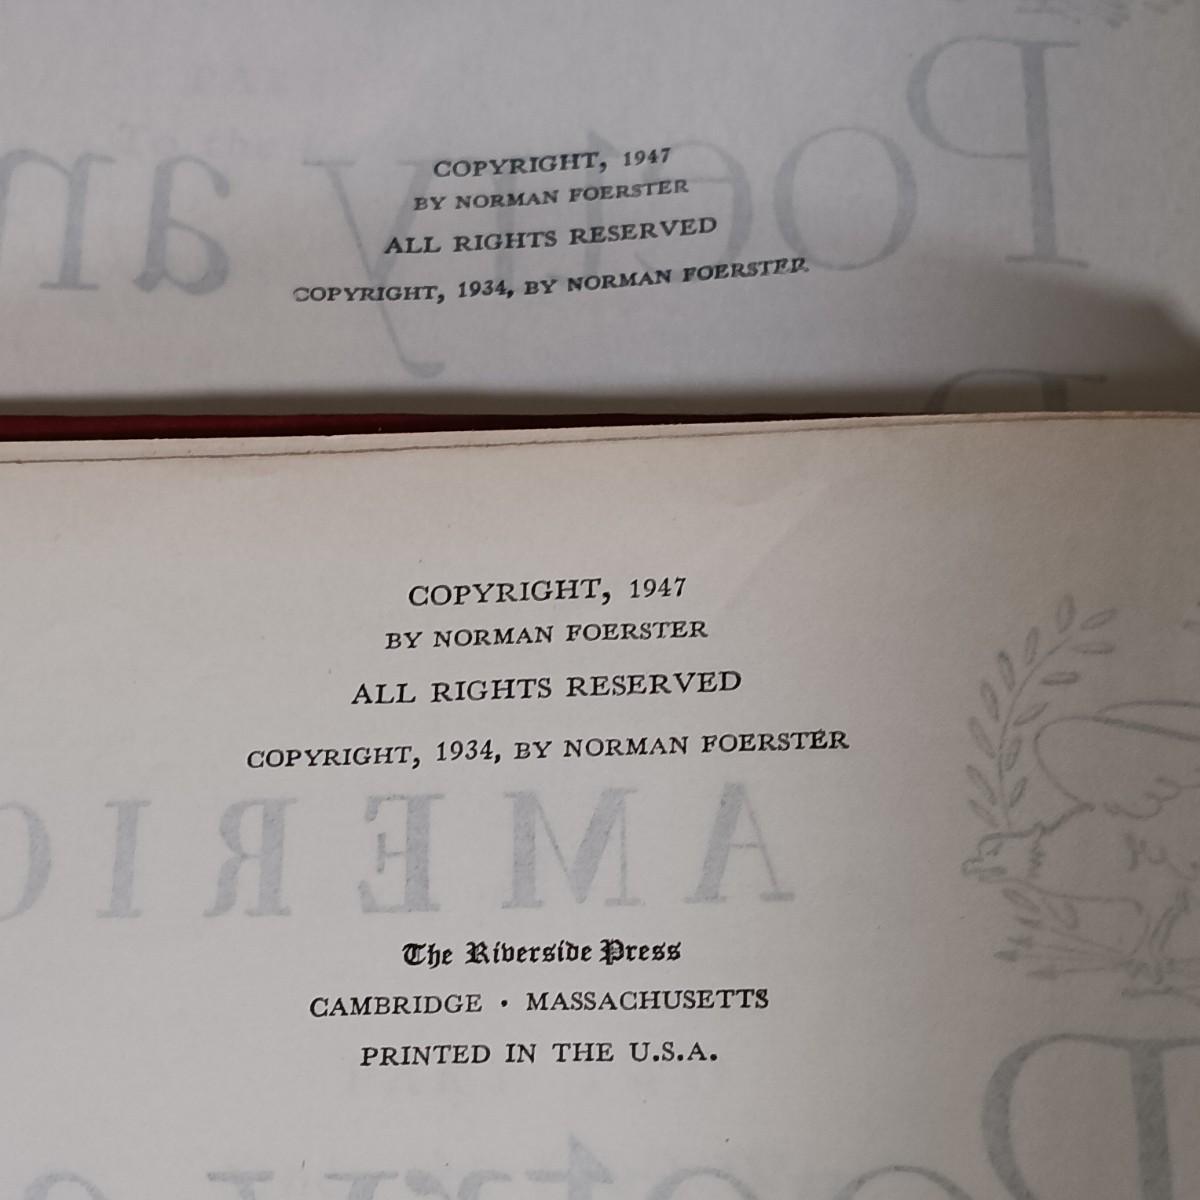 COPYRIGHT, 1947
BY NORMAN FOERSTER
ALL RIGHTS RESERVED
COPYRIGHT, 1934, BY NORMAN FOERSTER
COPYRIGHT, 1947
BY NORMAN FOERSTER
ALL RIGHTS RESERVED
COPYRIGHT, 1934, BY NORMAN FOERSTER
The Riverside Press
CAMBRIDGE • MASSACHUSETTS
PRINTED IN THE U.S.A.